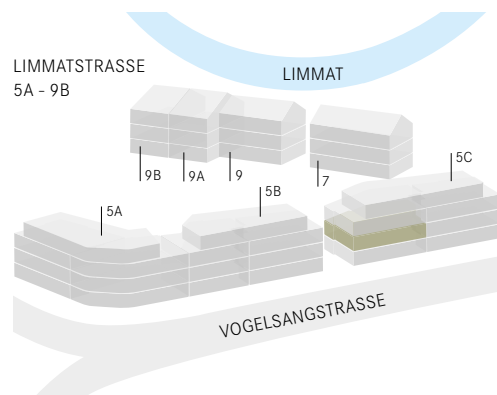 LIMMATSTRASSE
5A - 9B
LIMMAT
9B
9A
9
7
5C
5B
5A
VOGELSANGSTRASSE